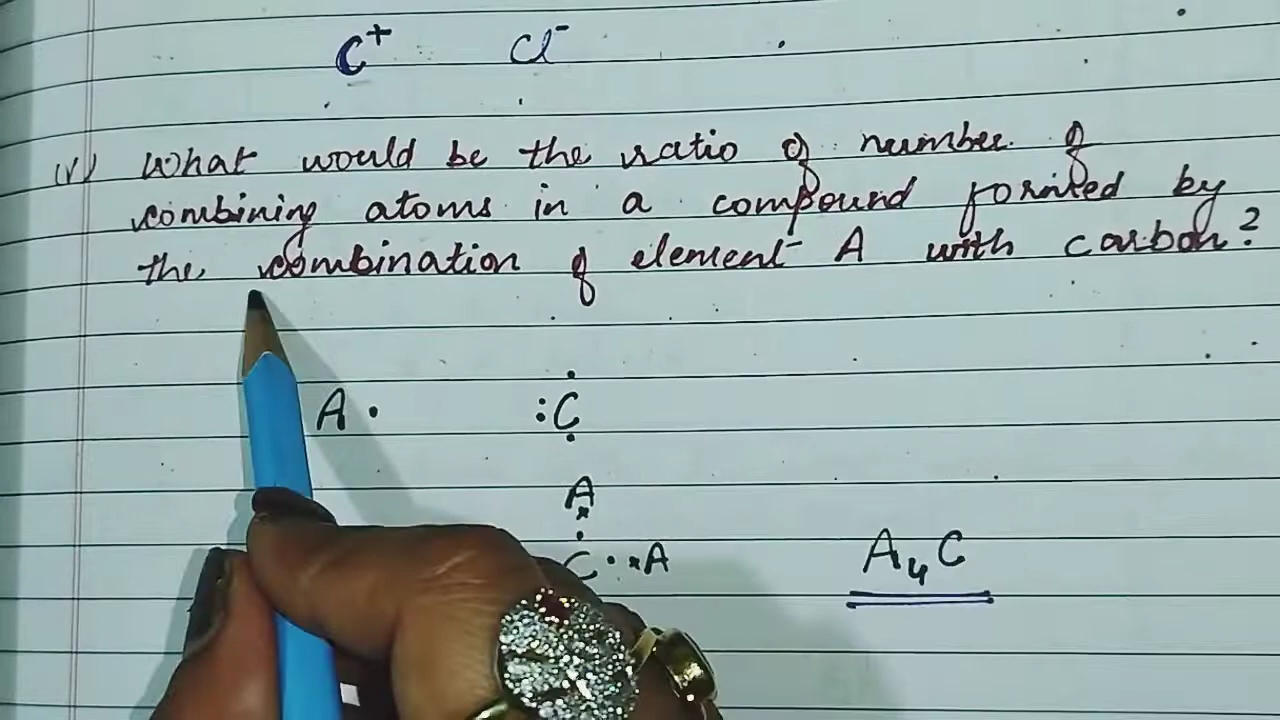 C⁺ Cl⁻
(v) What would be the ratio of number of
combining atoms in a compound formed by
the combination of element A with carbon?
A• :C
A
C •×A A₄C